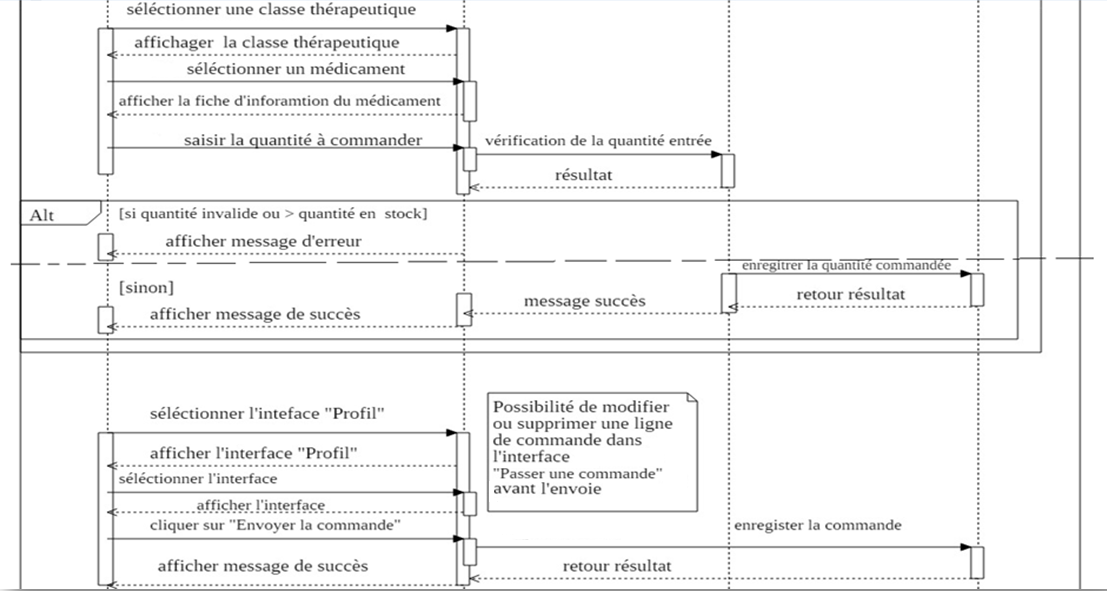 séléctionner une classe thérapeutique
affichager la classe thérapeutique
séléctionner un médicament
afficher la fiche d'inforamtion du médicament
saisir la quantité à commander
vérification de la quantité entrée
résultat
Alt
[si quantité invalide ou > quantité en stock]
afficher message d'erreur
enregitrer la quantité commandée
[sinon]
retour résultat
message succès
afficher message de succès
séléctionner l'inteface "Profil"
Possibilité de modifier
ou supprimer une ligne
de commande dans
l'interface
"Passer une commande"
avant l'envoie
afficher l'interface "Profil"
séléctionner l'interface
afficher l'interface
cliquer sur "Envoyer la commande"
enregister la commande
afficher message de succès
retour résultat